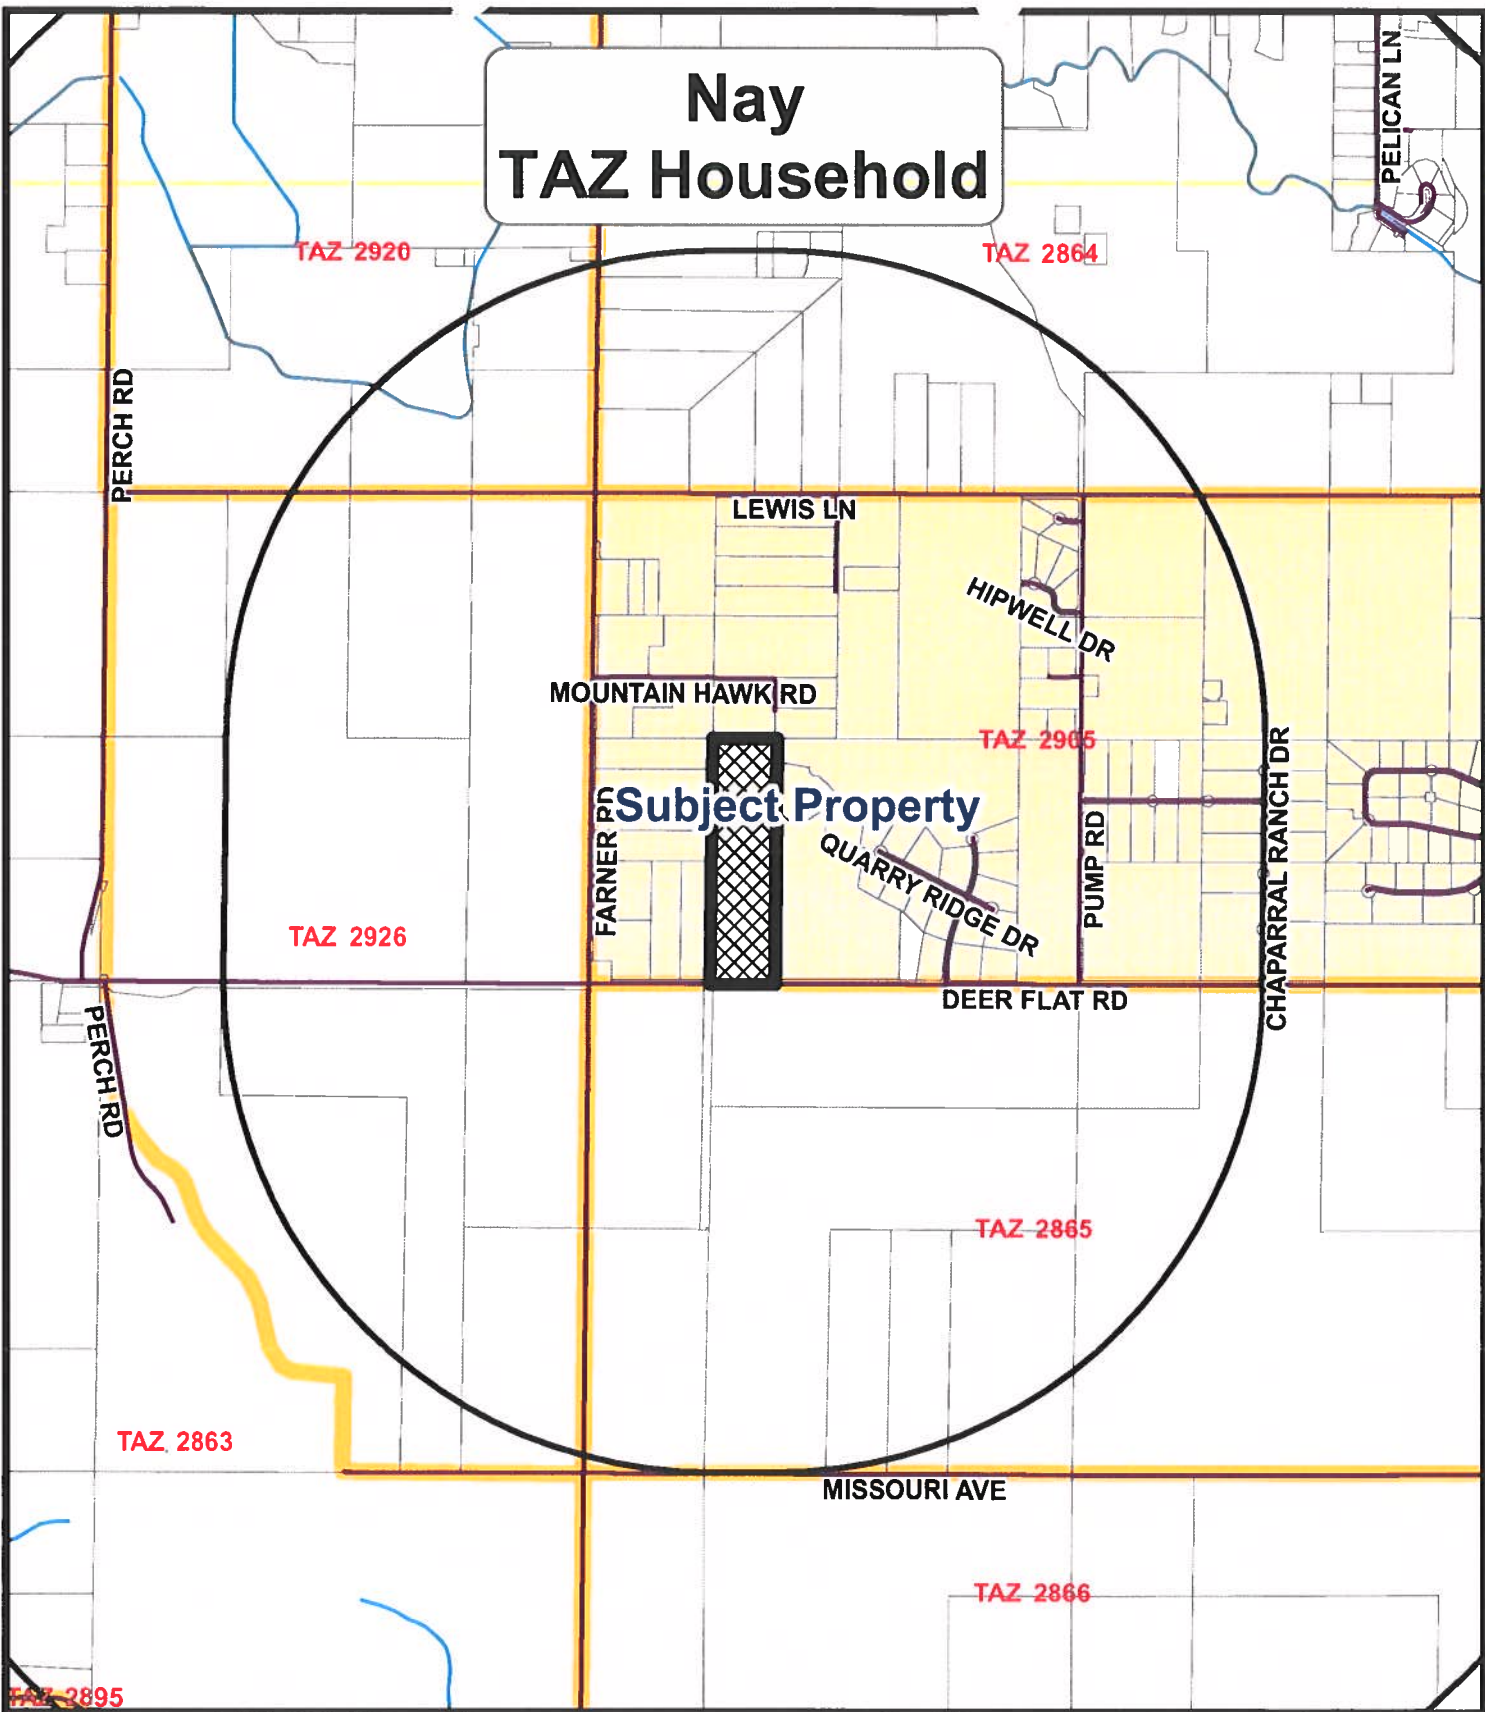 Nay
TAZ Household
PELICAN LN.
TAZ 2920
TAZ 2864
PERCH RD
LEWIS LN
HIPWELL DR
MOUNTAIN HAWK RD
TAZ 2905
Subject Property
FARNER RD
QUARRY RIDGE DR
PUMP RD
CHAPARRAL RANCH DR
TAZ 2926
DEER FLAT RD
PERCH RD
TAZ 2865
TAZ 2863
MISSOURI AVE
TAZ 2866
TAZ 2895